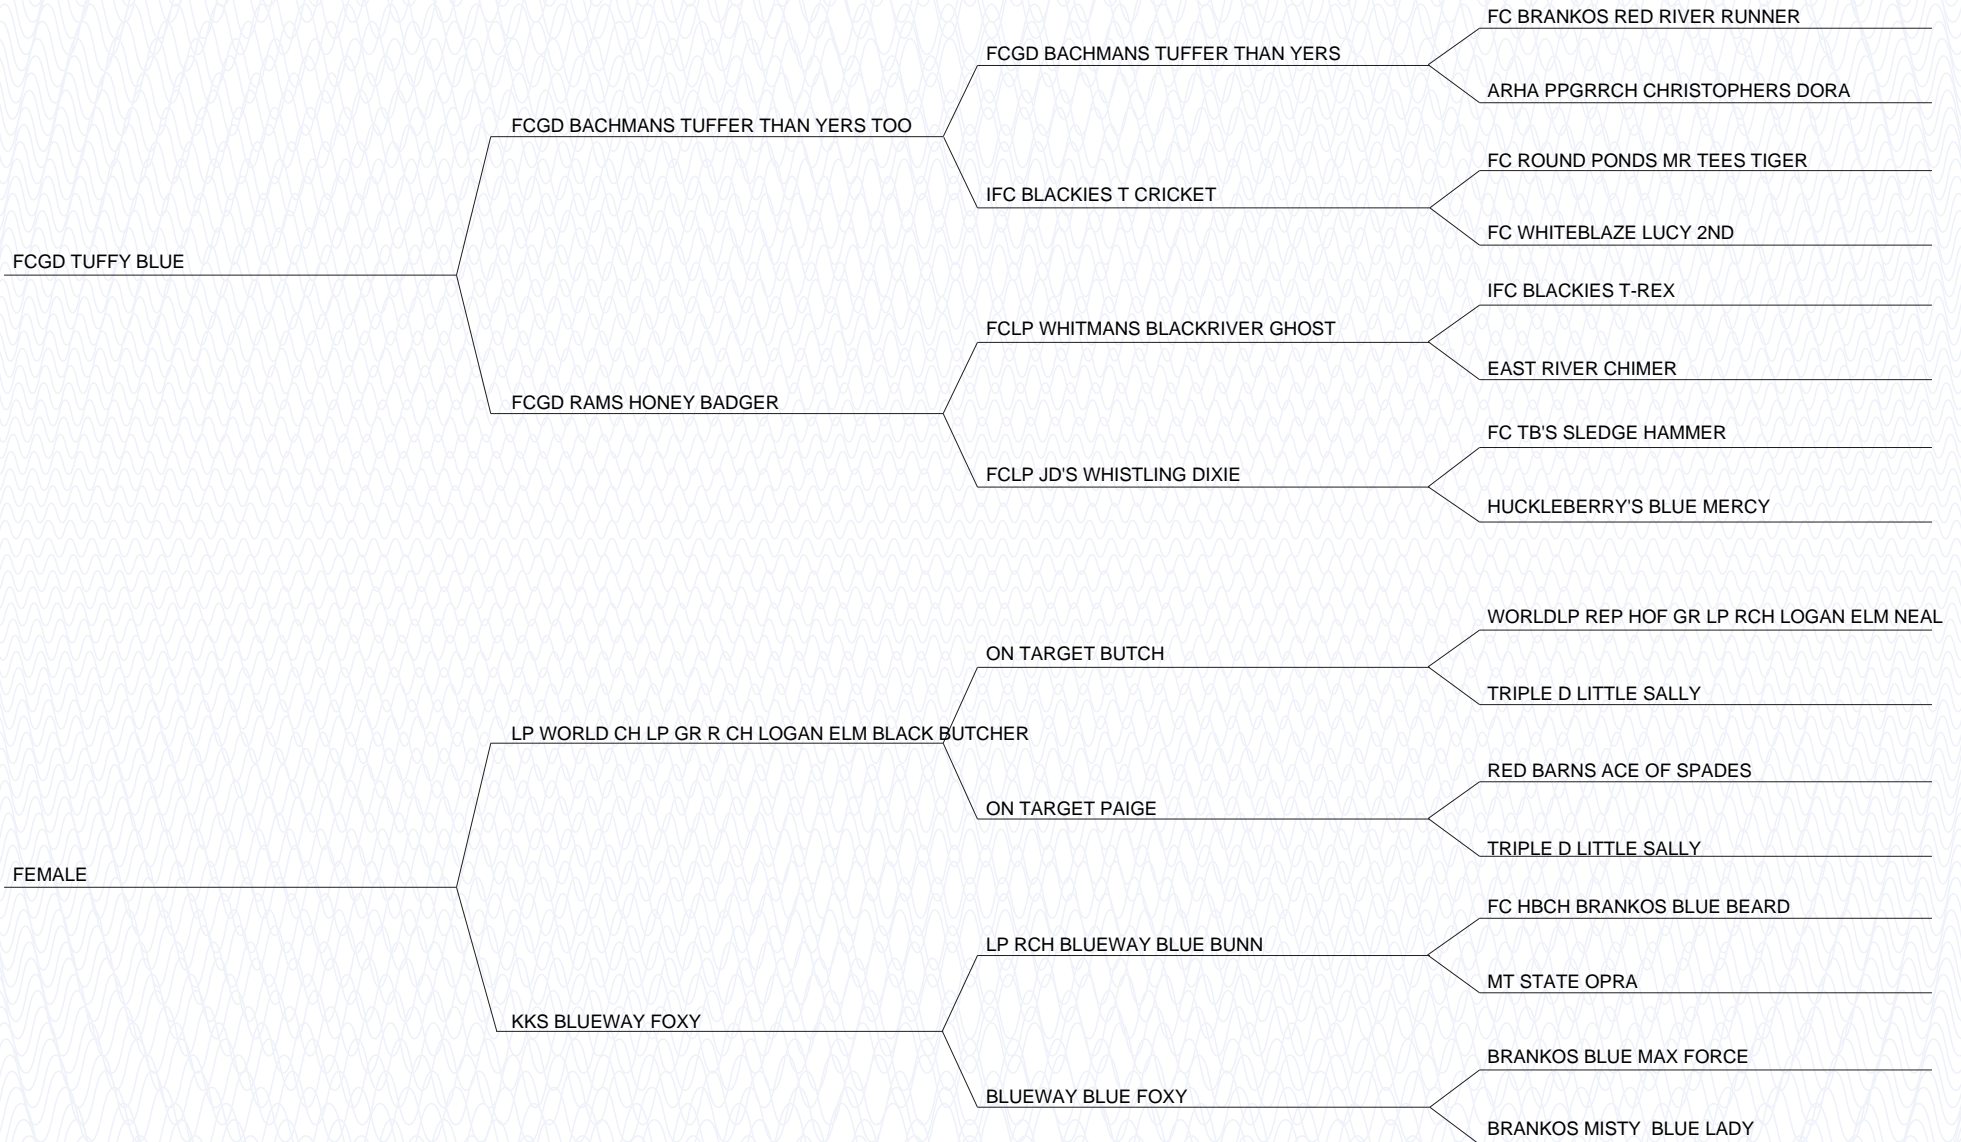 FC BRANKOS RED RIVER RUNNER
FCGD BACHMANS TUFFER THAN YERS
ARHA PPGRRCH CHRISTOPHERS DORA
FCGD BACHMANS TUFFER THAN YERS TOO
FC ROUND PONDS MR TEES TIGER
IFC BLACKIES T CRICKET
FC WHITEBLAZE LUCY 2ND
FCGD TUFFY BLUE
IFC BLACKIES T-REX
FCLP WHITMANS BLACKRIVER GHOST
EAST RIVER CHIMER
FCGD RAMS HONEY BADGER
FC TB'S SLEDGE HAMMER
FCLP JD'S WHISTLING DIXIE
HUCKLEBERRY'S BLUE MERCY
WORLDLP REP HOF GR LP RCH LOGAN ELM NEAL
ON TARGET BUTCH
TRIPLE D LITTLE SALLY
LP WORLD CH LP GR R CH LOGAN ELM BLACK BUTCHER
RED BARNS ACE OF SPADES
ON TARGET PAIGE
TRIPLE D LITTLE SALLY
FEMALE
FC HBCH BRANKOS BLUE BEARD
LP RCH BLUEWAY BLUE BUNN
MT STATE OPRA
KKS BLUEWAY FOXY
BRANKOS BLUE MAX FORCE
BLUEWAY BLUE FOXY
BRANKOS MISTY  BLUE LADY